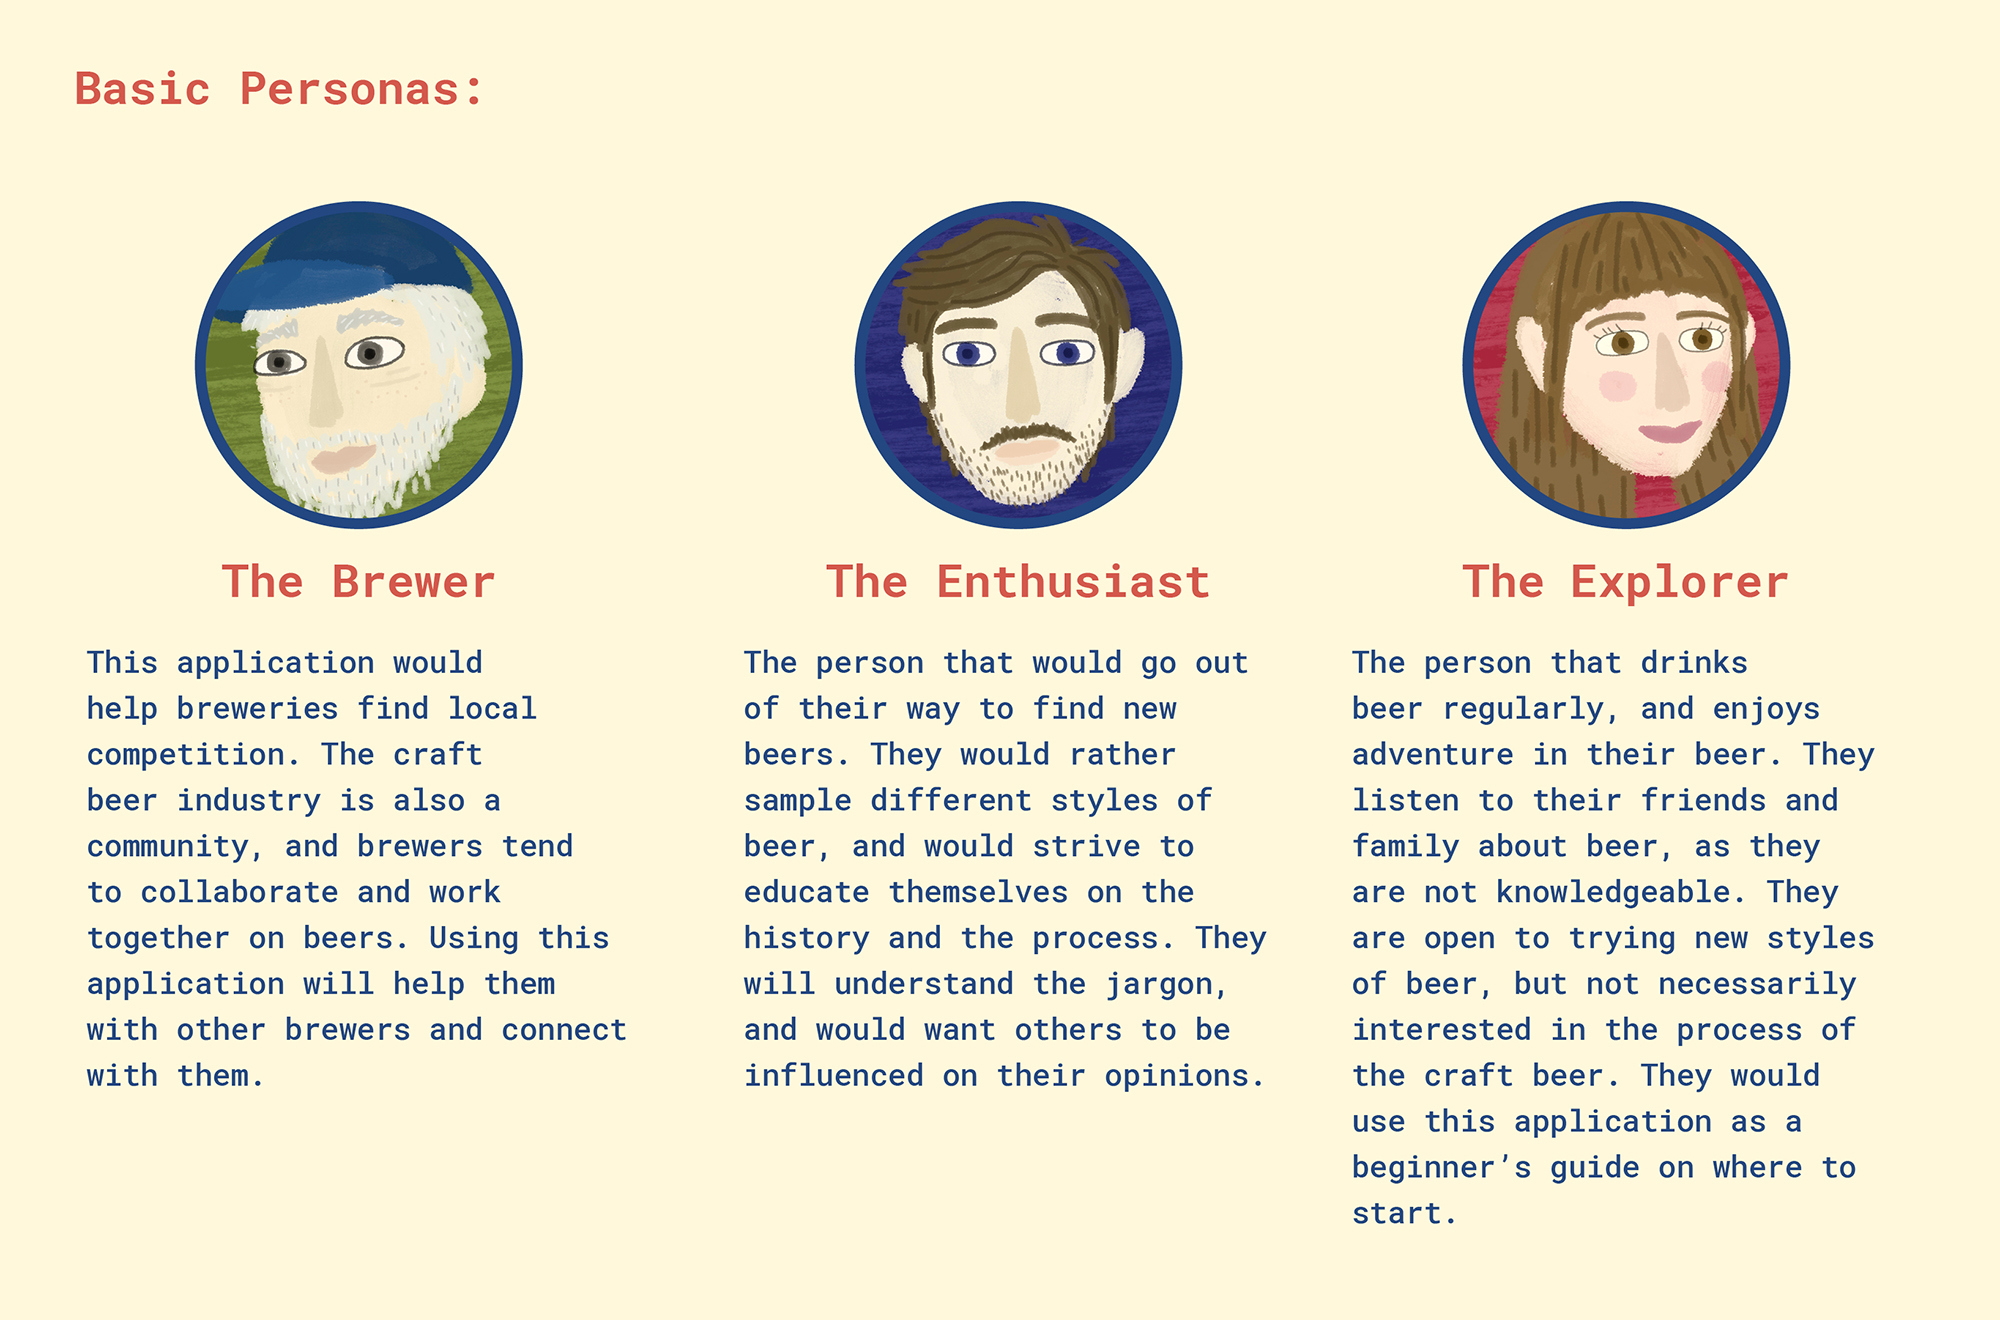 Basic Personas:
The Brewer
This application would
help breweries find local
competition. The craft
beer industry is also a
community, and brewers tend
to collaborate and work
together on beers. Using this
application will help them
with other brewers and connect
with them.
The Enthusiast
The person that would go out
of their way to find new
beers. They would rather
sample different styles of
beer, and would strive to
educate themselves on the
history and the process. They
will understand the jargon,
and would want others to be
influenced on their opinions.
The Explorer
The person that drinks
beer regularly, and enjoys
adventure in their beer. They
listen to their friends and
family about beer, as they
are not knowledgeable. They
are open to trying new styles
of beer, but not necessarily
interested in the process of
the craft beer. They would
use this application as a
beginner’s guide on where to
start.